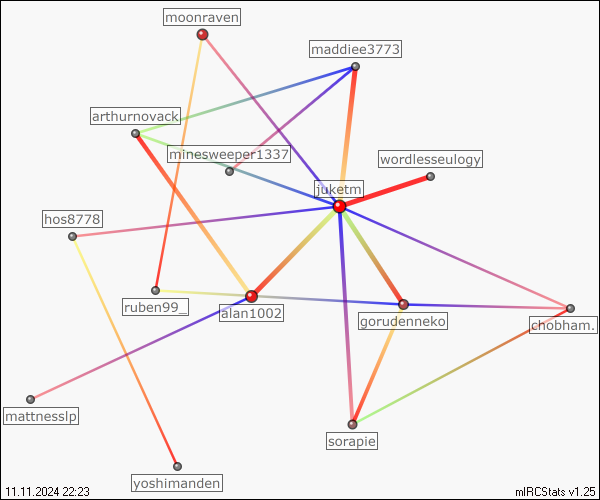 moonraven
maddiee3773
arthurnovack
minesweeper1337
wordlesseulogy
juketm
hos8778
ruben99_
alan1002
gorudenneko
chobham.
mattnesslp
sorapie
yoshimanden
11.11.2024 22:23
mIRCStats v1.25